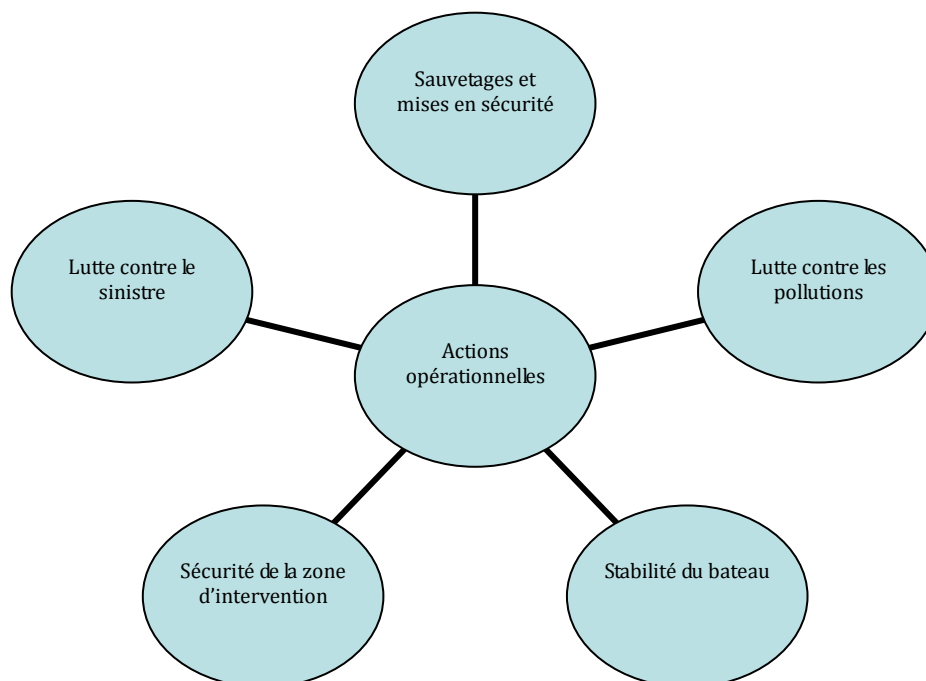 Sauvetages et
mises en sécurité
Lutte contre le
sinistre
Lutte contre les
pollutions
Actions
opérationnelles
Sécurité de la zone
d’intervention
Stabilité du bateau